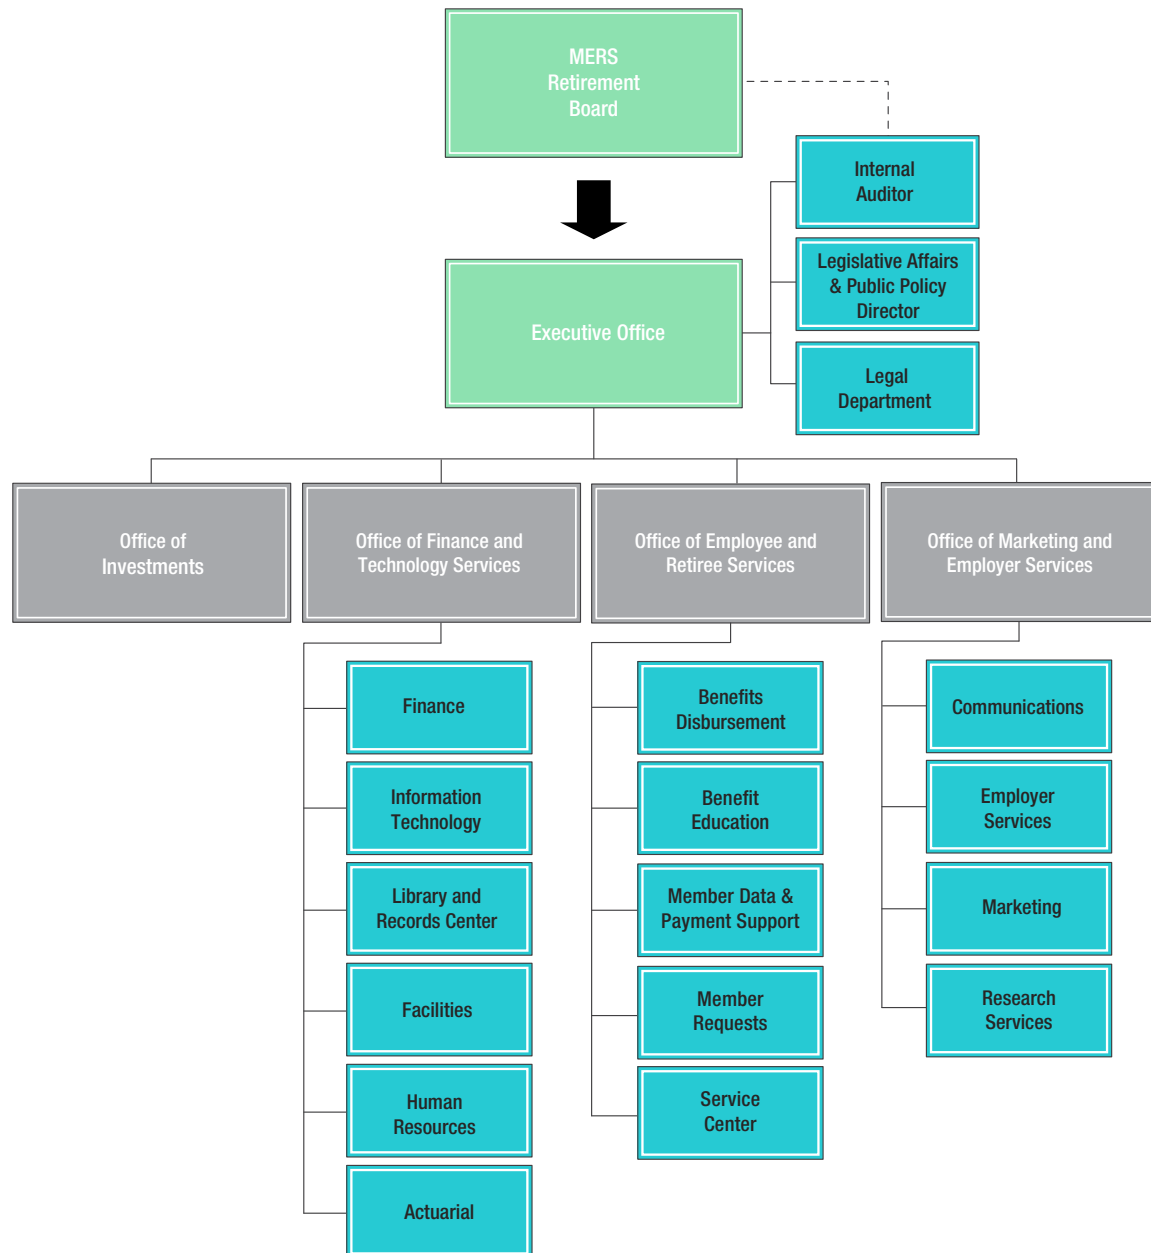 MERS
Retirement
Board
Internal
Auditor
Legislative Affairs
& Public Policy
Director
Executive Office
Legal
Department
Office of
Investments
Office of Finance and
Technology Services
Office of Employee and
Retiree Services
Office of Marketing and
Employer Services
Finance
Information
Technology
Library and
Records Center
Facilities
Human
Resources
Actuarial
Benefits
Disbursement
Benefit
Education
Member Data &
Payment Support
Member
Requests
Service
Center
Communications
Employer
Services
Marketing
Research
Services